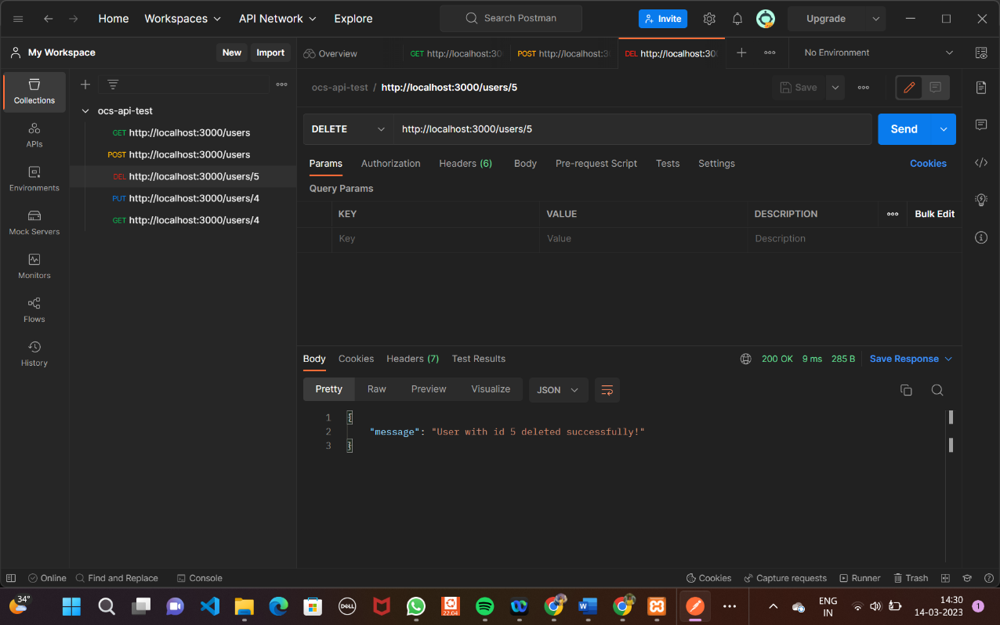 Home Workspaces API Network Explore Search Postman Invite Upgrade
My Workspace New Import Overview GET http://localhost:30 POST http://localhost:3 DEL http://localhost:30 No Environment
ocs-api-test / http://localhost:3000/users/5 Save
Collections
APIs
Environments
Mock Servers
Monitors
Flows
History
ocs-api-test
GET http://localhost:3000/users
POST http://localhost:3000/users
DEL http://localhost:3000/users/5
PUT http://localhost:3000/users/4
GET http://localhost:3000/users/4
DELETE http://localhost:3000/users/5 Send
Params Authorization Headers (6) Body Pre-request Script Tests Settings Cookies
Query Params
KEY VALUE DESCRIPTION Bulk Edit
Key Value Description
Body Cookies Headers (7) Test Results 200 OK 9 ms 285 B Save Response
Pretty Raw Preview Visualize JSON
1 {
2 "message": "User with id 5 deleted successfully!"
3 }
Online Find and Replace Console Cookies Capture requests Runner Trash
34°
DELL
22.04
ENG
IN
14:30
14-03-2023
1